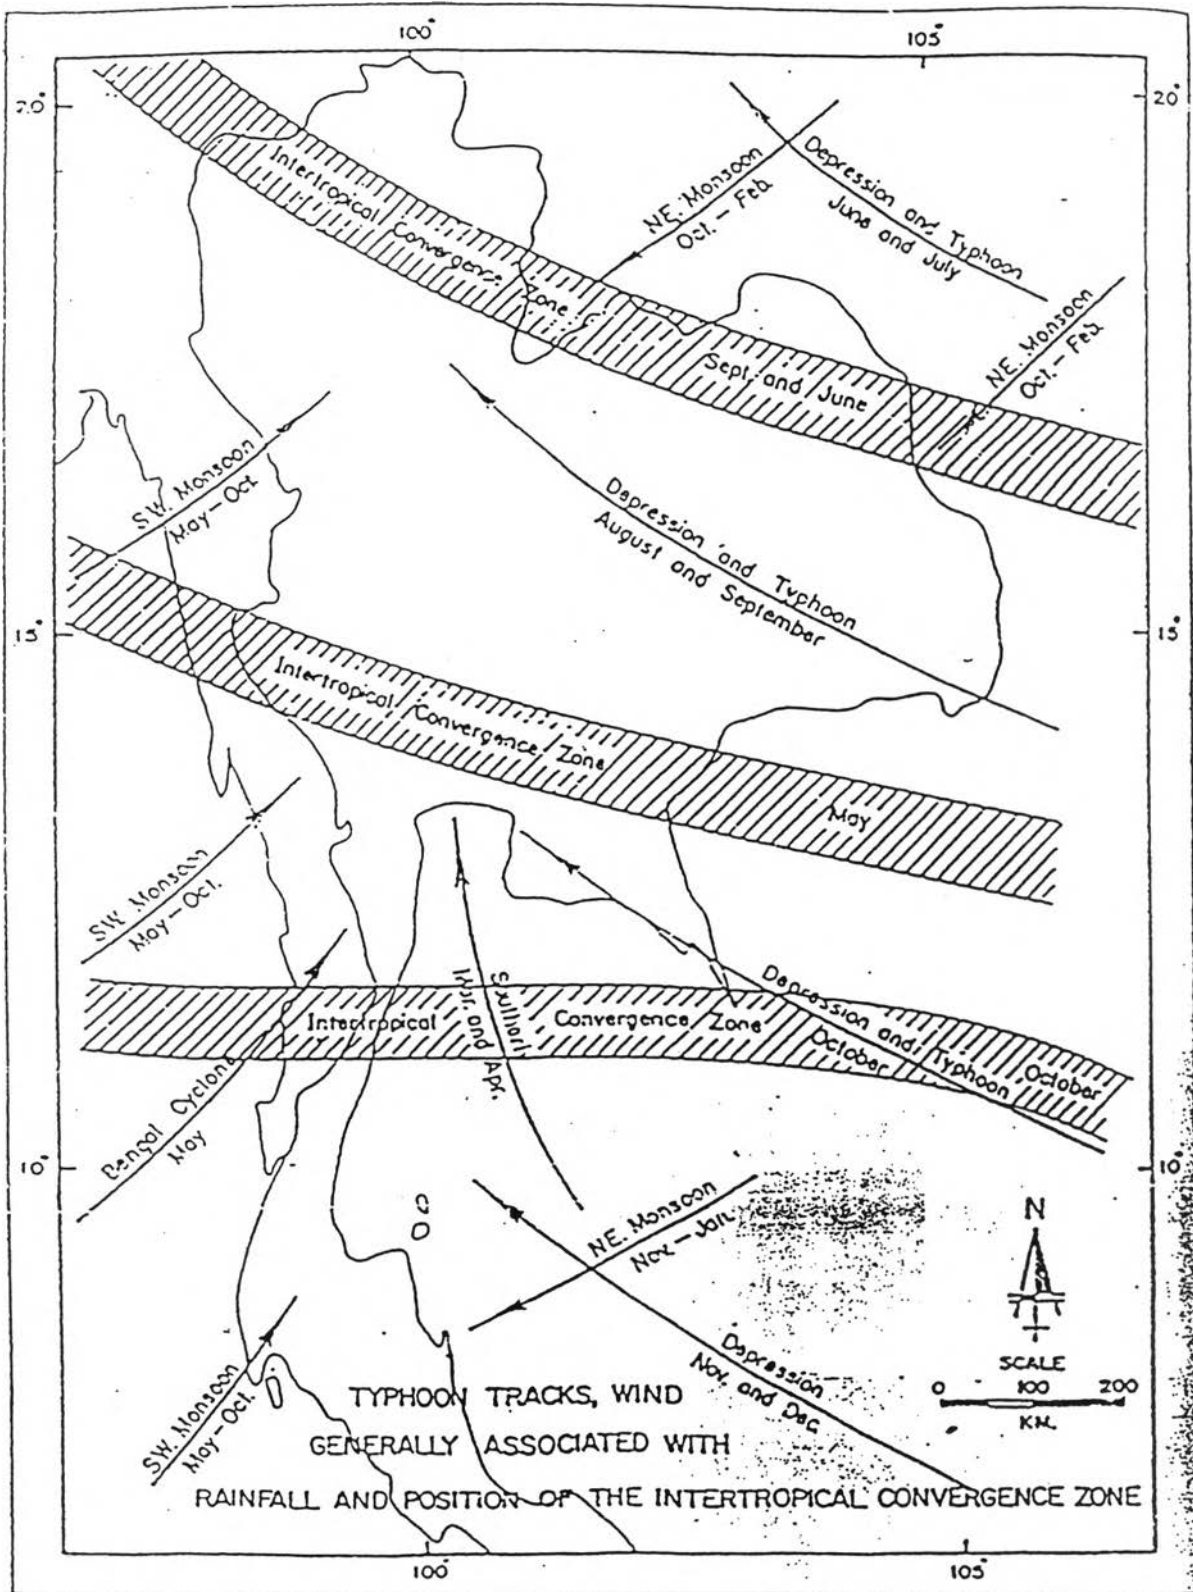 100°
105°
20.°
20°
Intertropical Convergence Zone
Sept. and June
NE. Monsoon
Oct.-Feb.
Depression and Typhoon
June and July
NE. Monsoon
Oct.-Feb.
S.W. Monsoon
May-Oct.
Depression and Typhoon
August and September
15.°
15.°
Intertropical Convergence Zone
May
S.W. Monsoon
May-Oct.
Southerly
Mar. and Apr.
Depression and Typhoon
October
Intertropical Convergence Zone
October
Bengal Cyclone
May
10.°
10.°
NE. Monsoon
Nov.-Jan.
N
SCALE
0 100 200
KM.
Depression
Nov. and Dec.
S.W. Monsoon
May-Oct.
TYPHOON TRACKS, WIND
GENERALLY ASSOCIATED WITH
RAINFALL AND POSITION OF THE INTERTROPICAL CONVERGENCE ZONE
100°
105°